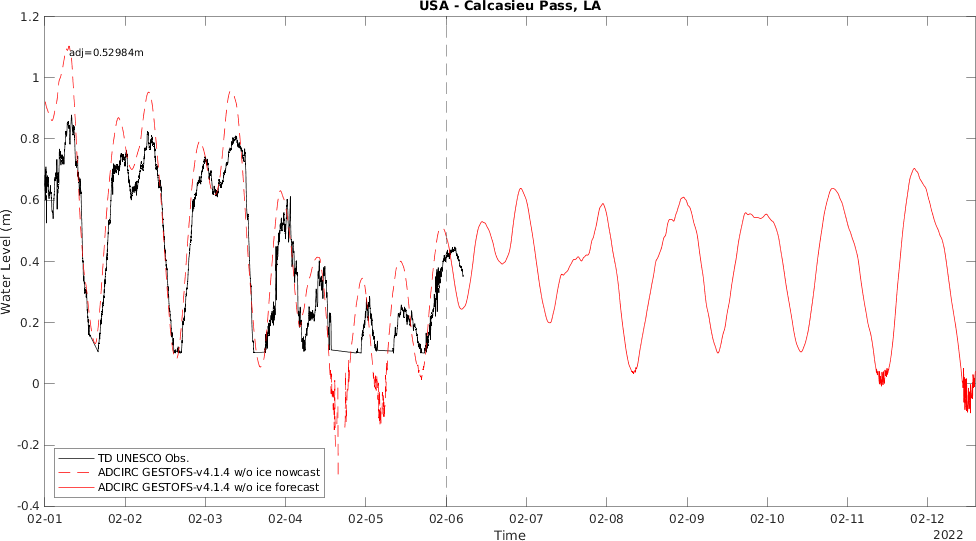 USA - Calcasieu Pass, LA
adj=0.52984m
1.2
1
0.8
0.6
0.4
0.2
0
-0.2
-0.4
Water Level (m)
TD UNESCO Obs.
ADCIRC GESTOFS-v4.1.4 w/o ice nowcast
ADCIRC GESTOFS-v4.1.4 w/o ice forecast
02-01 02-02 02-03 02-04 02-05 02-06 02-07 02-08 02-09 02-10 02-11 02-12
Time
2022